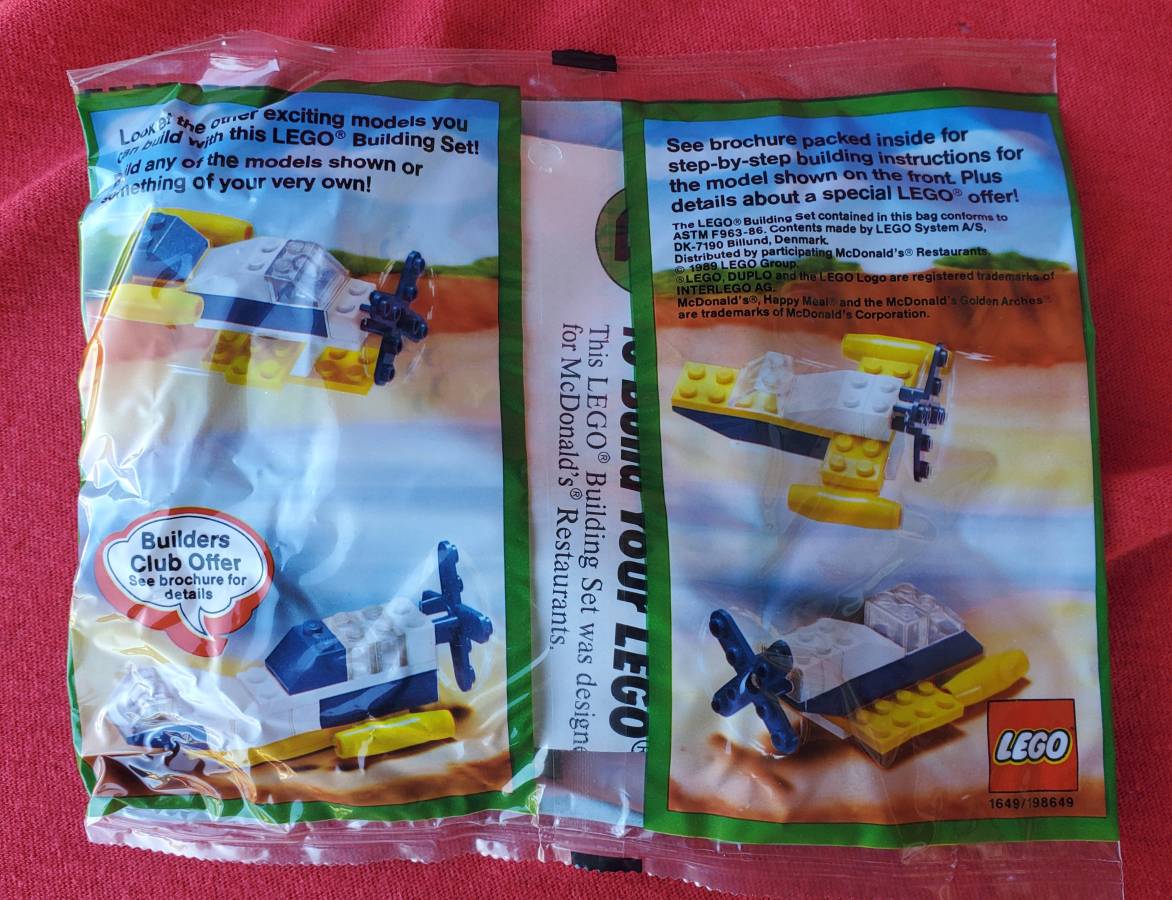 Look at the other exciting models you
can build with this LEGO® Building Set!
ild any of the models shown or
something of your very own!
Builders
Club Offer
See brochure for
details
This LEGO® Building Set was designe
for McDonald's® Restaurants.
To Build Your LEGO®
See brochure packed inside for
step-by-step building instructions for
the model shown on the front. Plus
details about a special LEGO® offer!
The LEGO® Building Set contained in this bag conforms to
ASTM F963-86. Contents made by LEGO System A/S,
DK-7190 Billund, Denmark.
Distributed by participating McDonald's® Restaurants.
© 1989 LEGO Group.
®LEGO, DUPLO and the LEGO Logo are registered trademarks of
INTERLEGO AG.
McDonald's®, Happy Meal® and the McDonald's Golden Arches®
are trademarks of McDonald's Corporation.
LEGO
1649/198649